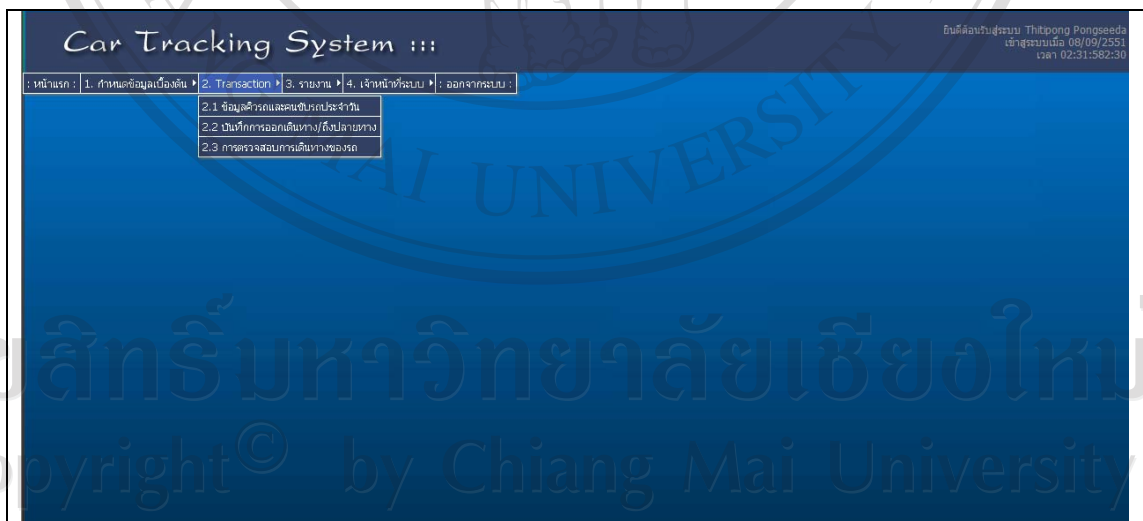 Car Tracking System :::
ยินดีต้อนรับสู่ระบบ Thitipong Pongseeda
เข้าสู่ระบบเมื่อ 08/09/2551
เวลา 02:31:582:30
: หน้าแรก : 1. กำหนดข้อมูลเบื้องต้น 2. Transaction 3. รายงาน 4. เจ้าหน้าที่ระบบ : ออกจากระบบ :
2.1 ข้อมูลคิวรถและคนขับรถประจำวัน
2.2 บันทึกการออกเดินทาง/ถึงปลายทาง
2.3 การตรวจสอบการเดินทางของรถ
AI UNIVERS
ยสิทธิ์มหาวิทยาลัยเชียงให
opyright© by Chiang Mai University